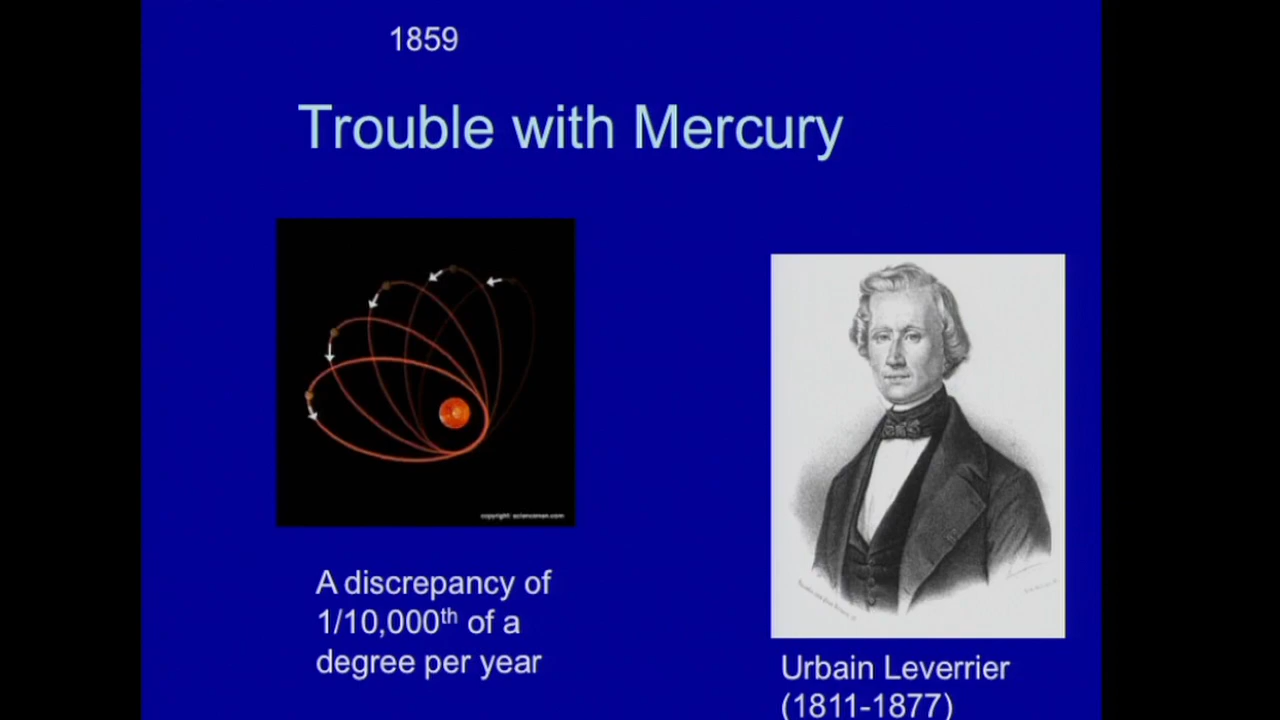 1859
Trouble with Mercury
copyright: scienceman.com
A discrepancy of
1/10,000th of a
degree per year
Urbain Leverrier
(1811-1877)